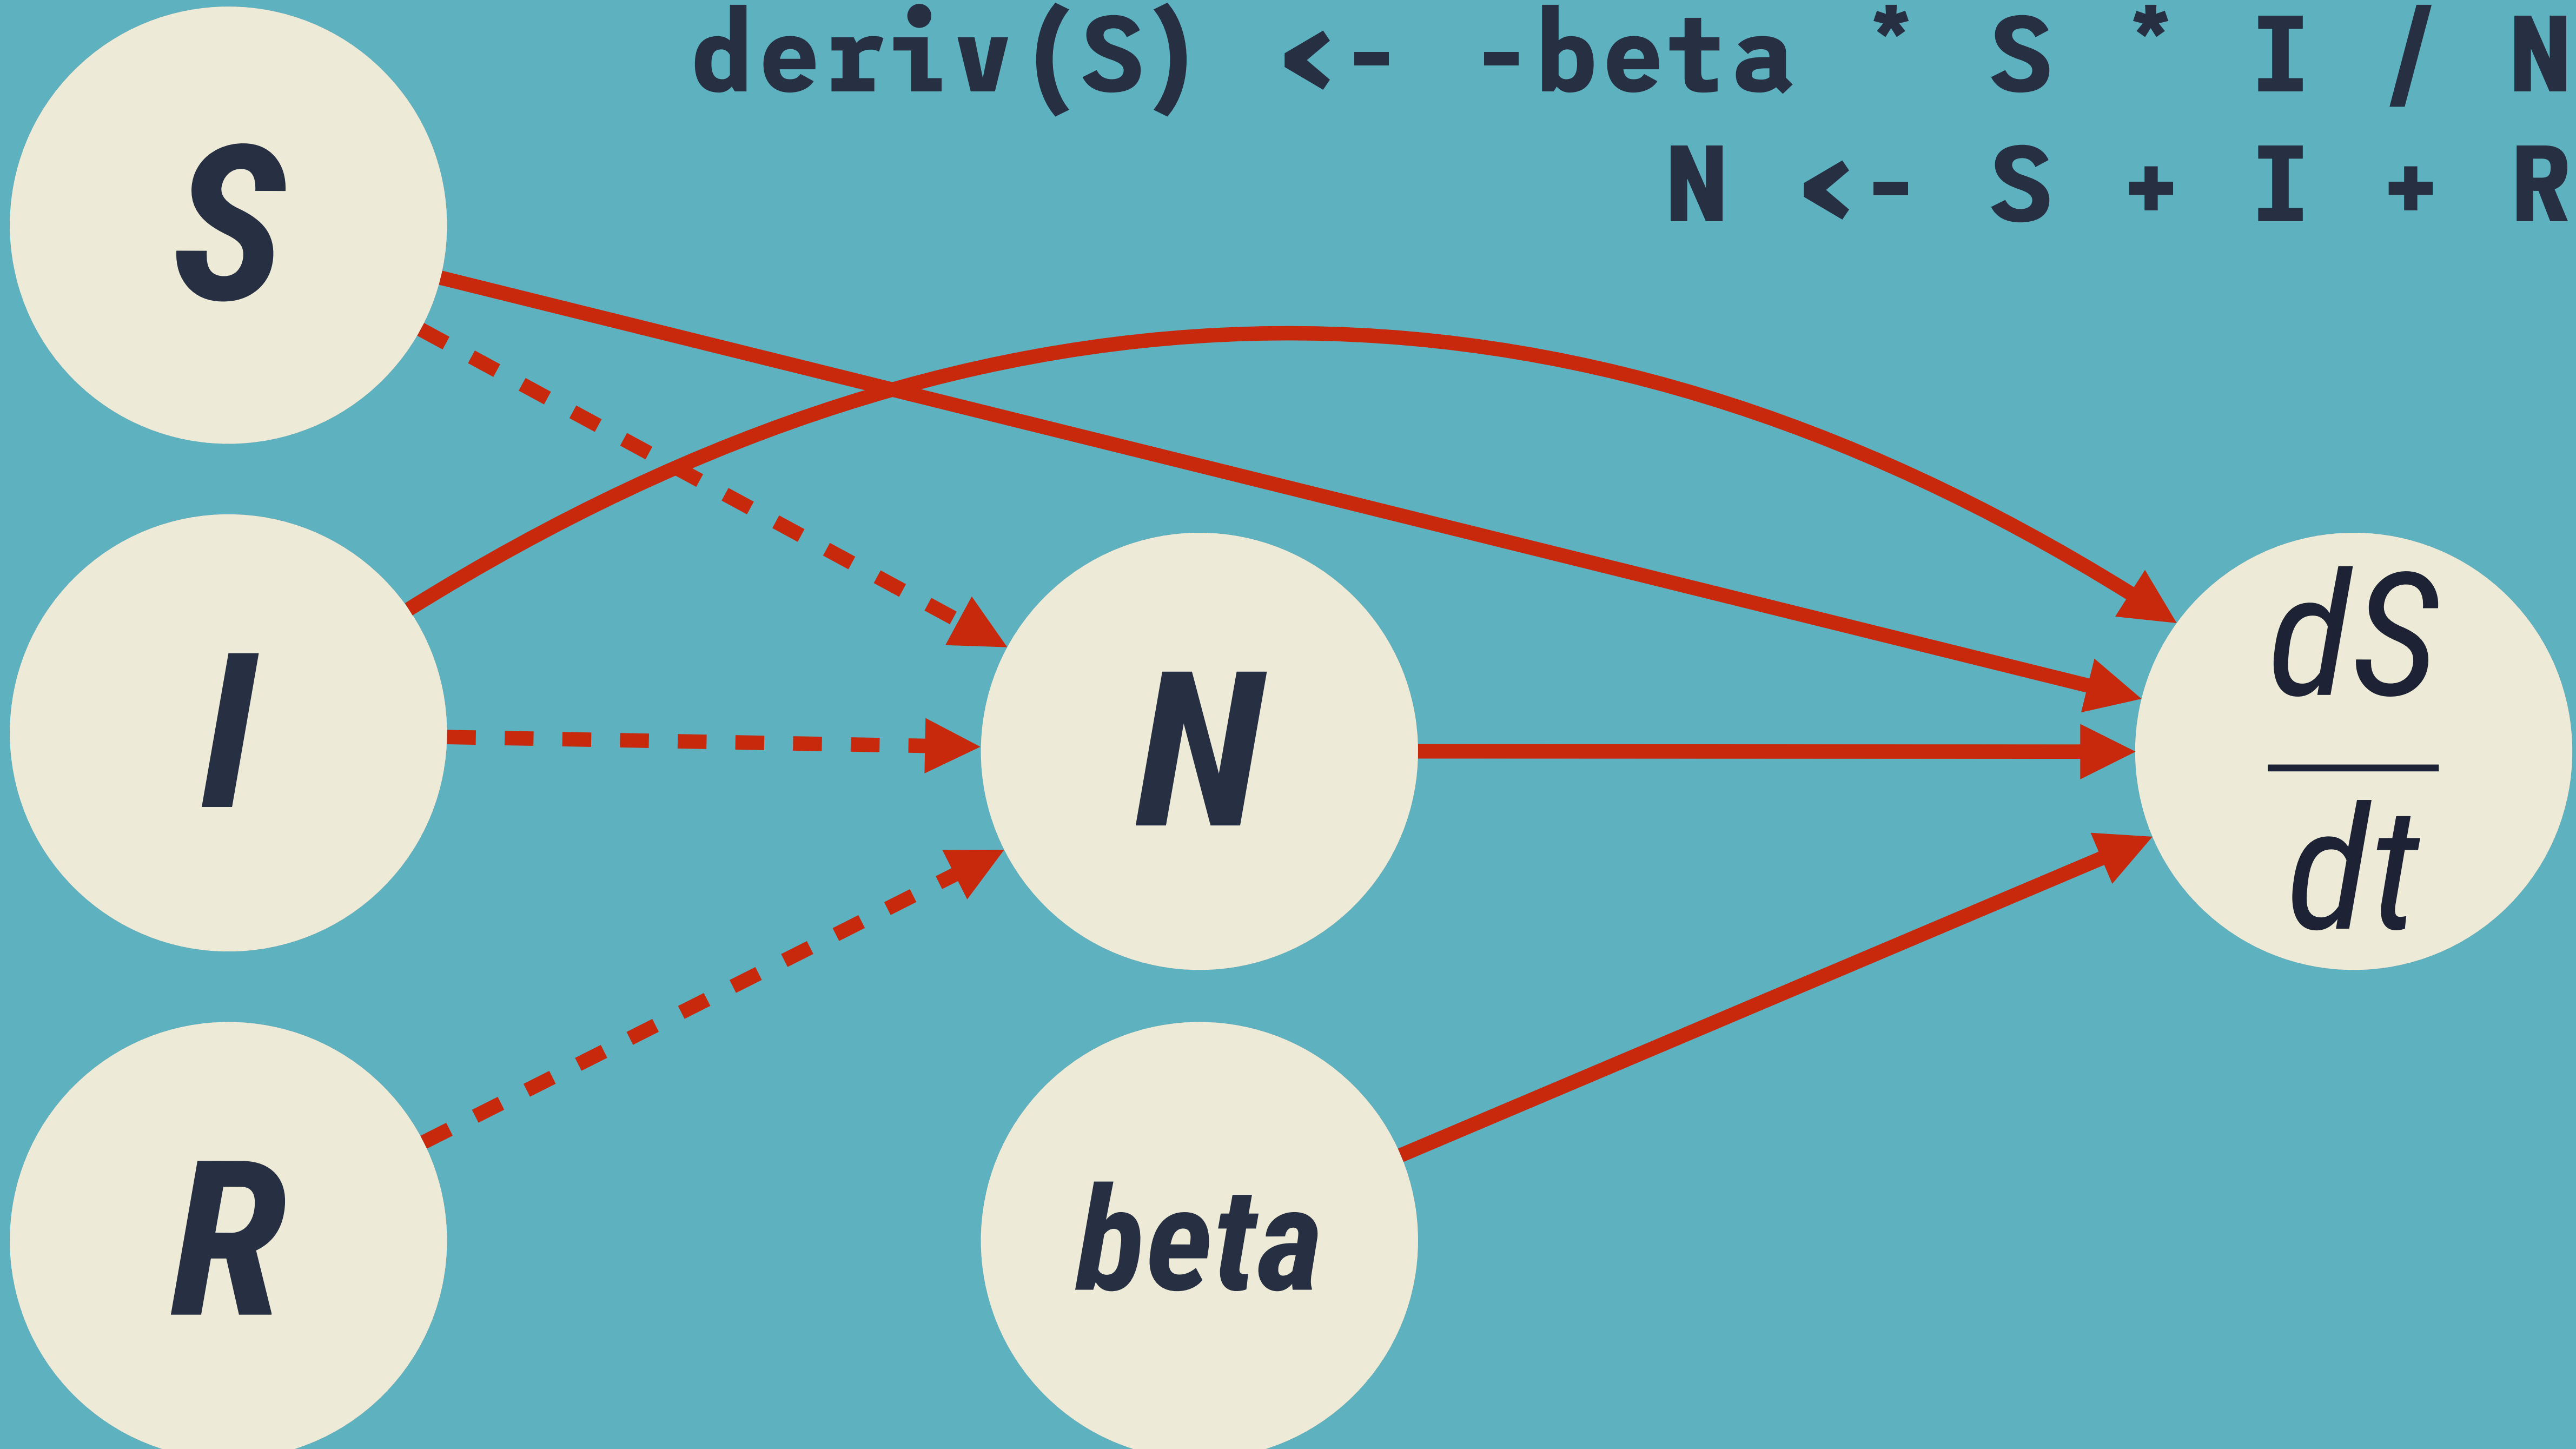 deriv(S) <- -beta * S * I / N
N <- S + I + R
S
I
N
dS
dt
R
beta